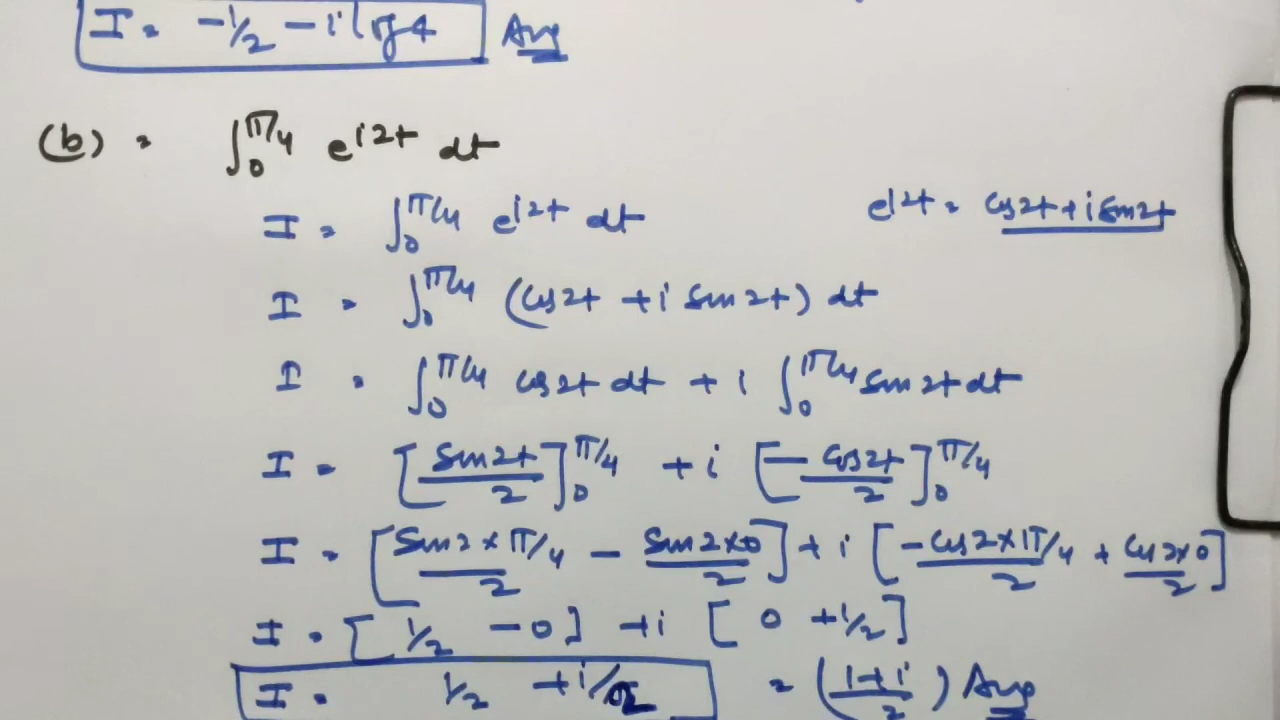 I = -1/2 - i log 4 Ans
(b) = ∫₀^π/4 e^i2t dt
I = ∫₀^π/4 e^i2t dt e^i2t = cos2t + i sin2t
I = ∫₀^π/4 (cos2t + i sin2t) dt
I = ∫₀^π/4 cos2t dt + i ∫₀^π/4 sin2t dt
I = [sin2t/2]₀^π/4 + i [-cos2t/2]₀^π/4
I = [sin2×π/4/2 - sin2×0/2] + i [-cos2×π/4/2 + cos2×0/2]
I = [1/2 - 0] + i [0 + 1/2]
I = 1/2 + i/2 = (1+i/2) Ans